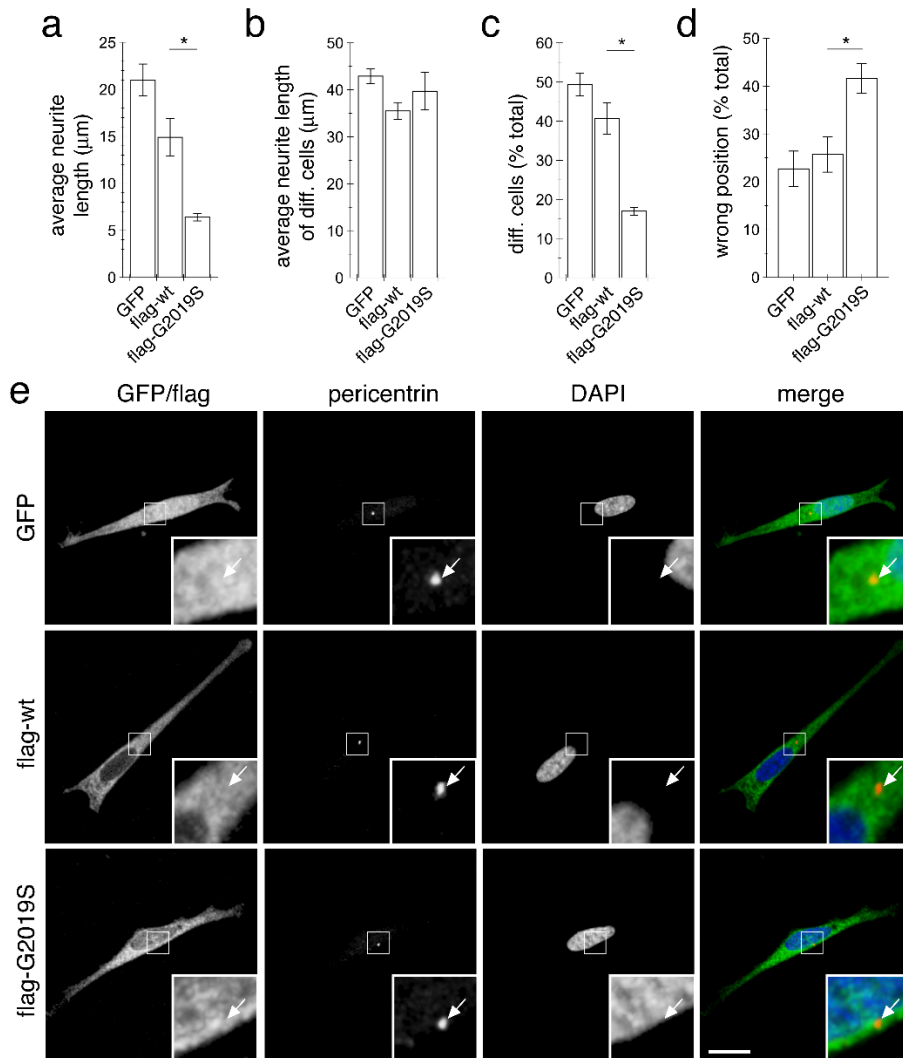 a
average neurite
length (μm)
25
20
15
10
5
0
*
GFP
flag-wt
flag-G2019S
b
average neurite length
of diff. cells (μm)
50
40
30
20
10
0
GFP
flag-wt
flag-G2019S
c
diff. cells (% total)
60
50
40
30
20
10
0
*
GFP
flag-wt
flag-G2019S
d
wrong position (% total)
50
40
30
20
10
0
*
GFP
flag-wt
flag-G2019S
e
GFP/flag pericentrin DAPI merge
GFP
flag-wt
flag-G2019S